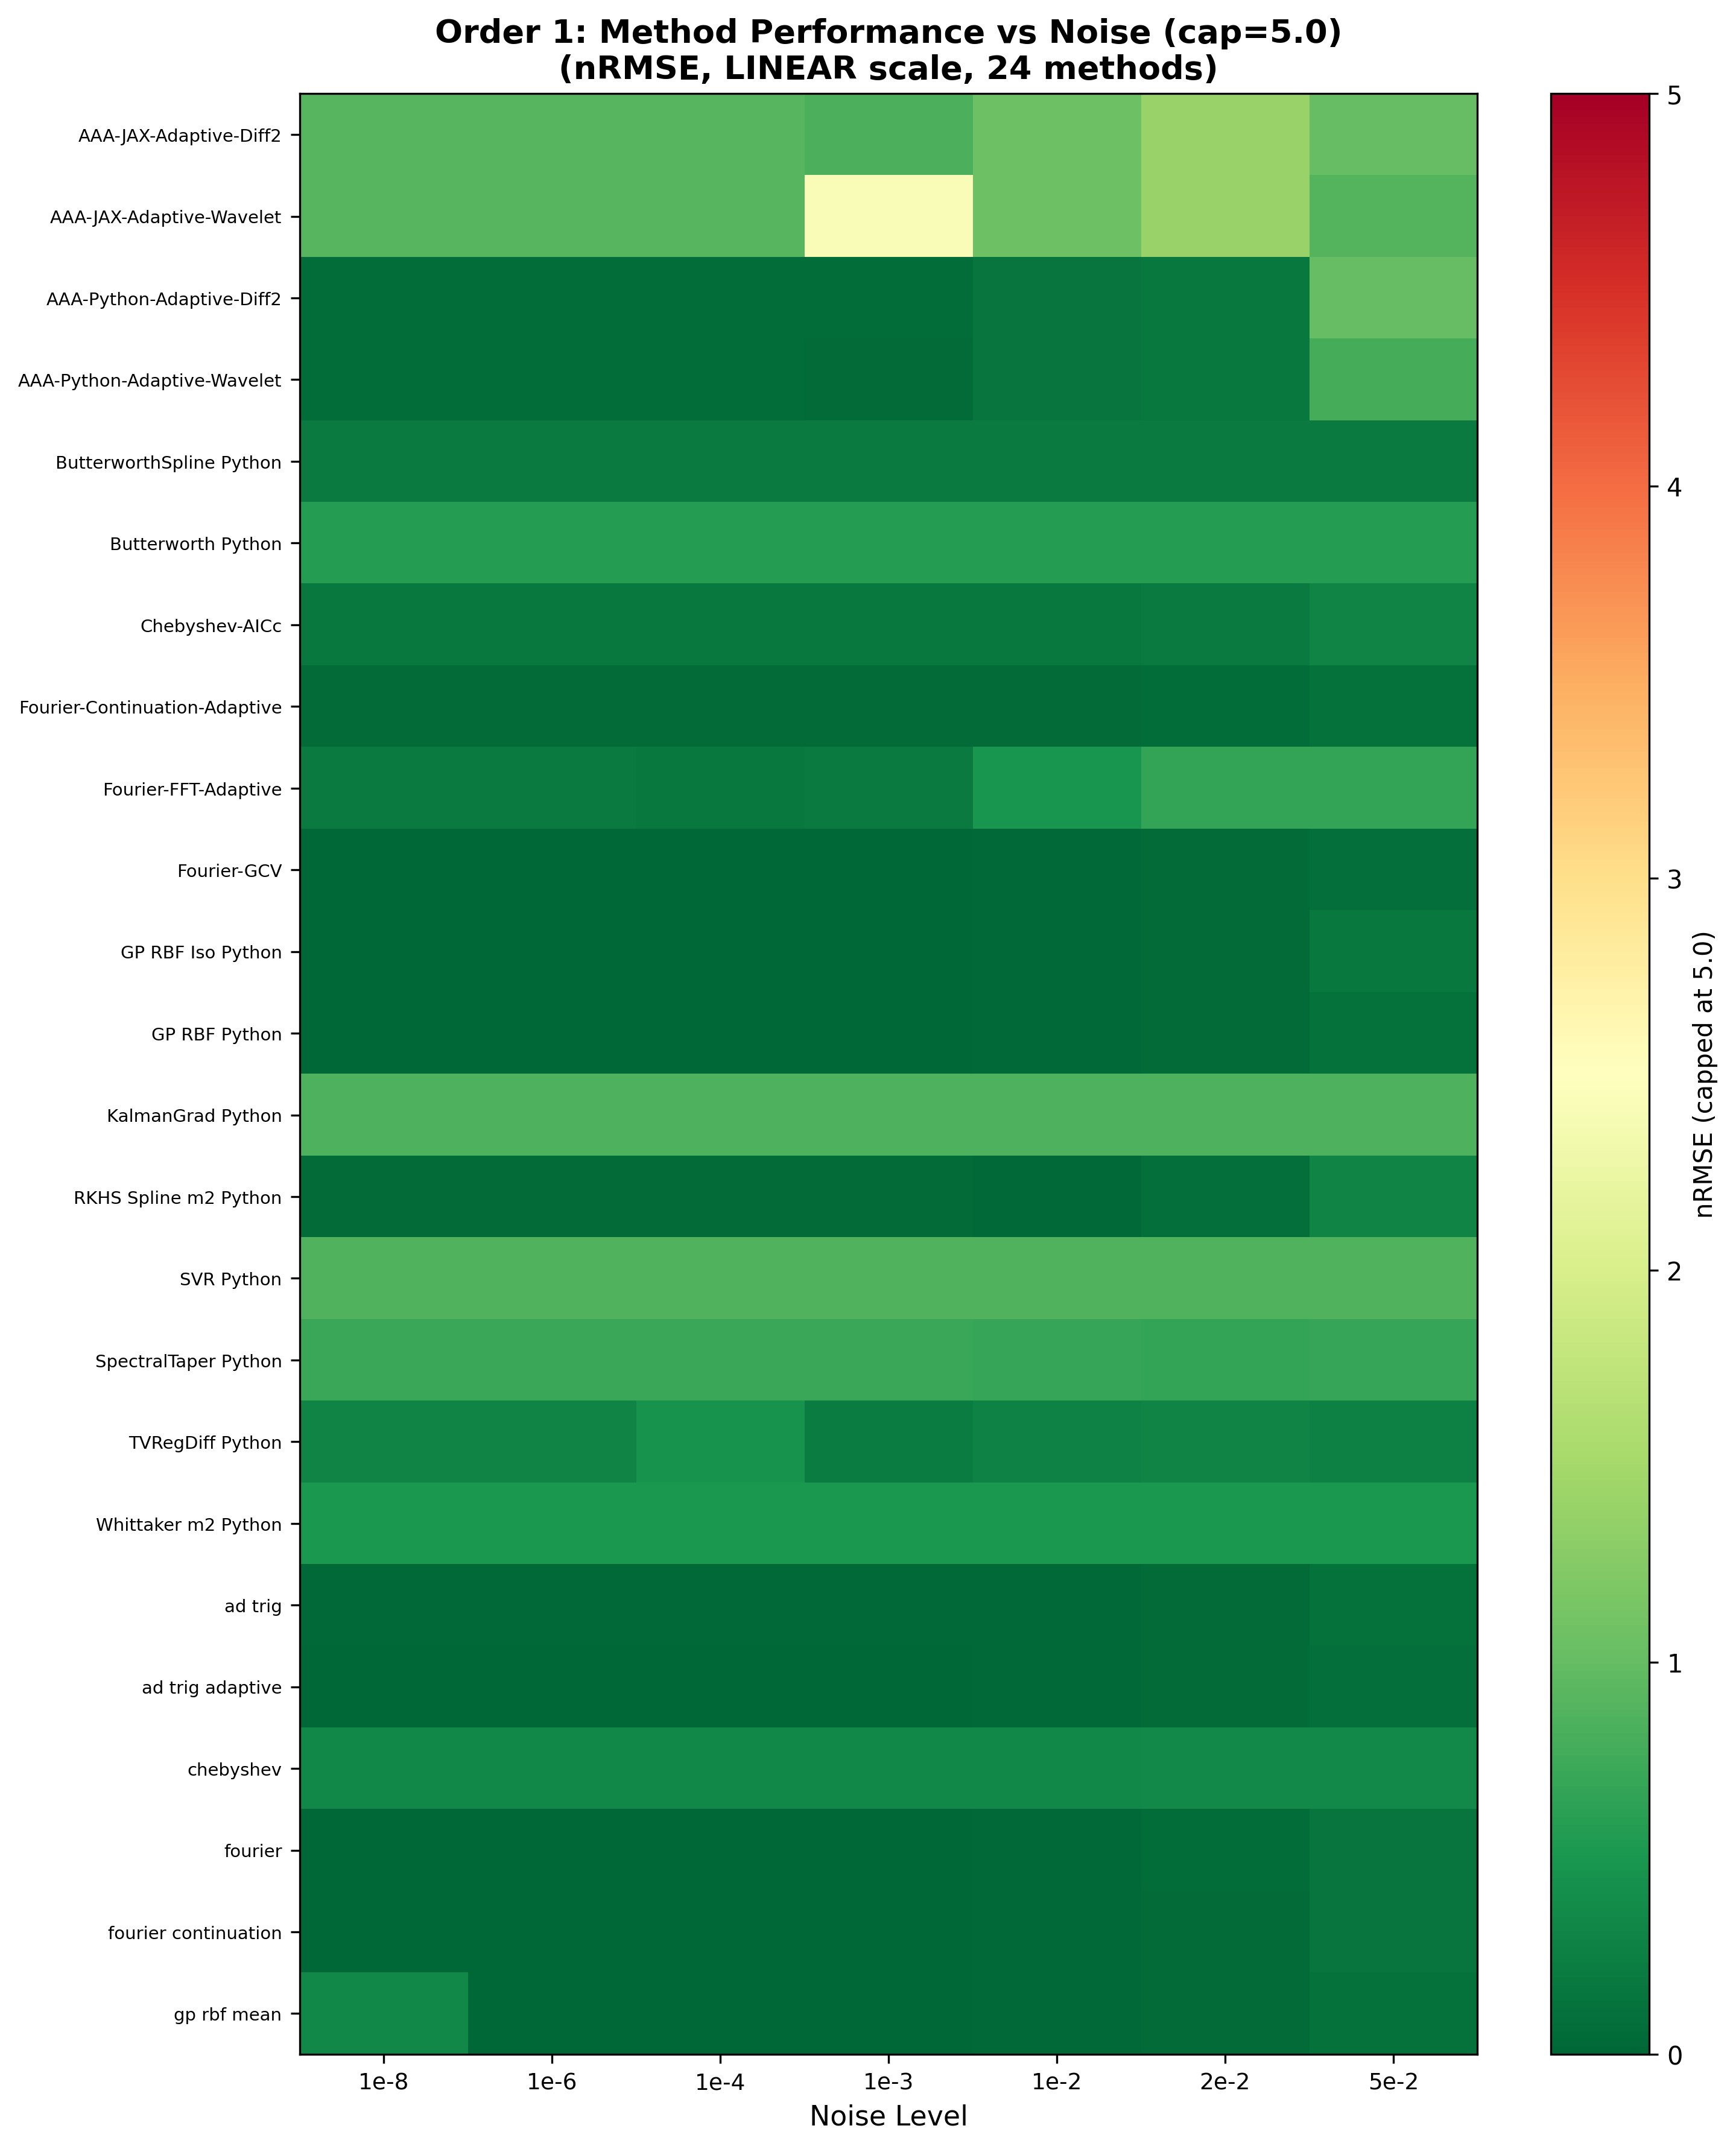 Order 1: Method Performance vs Noise (cap=5.0)
(nRMSE, LINEAR scale, 24 methods)
AAA-JAX-Adaptive-Diff2
AAA-JAX-Adaptive-Wavelet
AAA-Python-Adaptive-Diff2
AAA-Python-Adaptive-Wavelet
ButterworthSpline Python
Butterworth Python
Chebyshev-AICc
Fourier-Continuation-Adaptive
Fourier-FFT-Adaptive
Fourier-GCV
GP RBF Iso Python
GP RBF Python
KalmanGrad Python
RKHS Spline m2 Python
SVR Python
SpectralTaper Python
TVRegDiff Python
Whittaker m2 Python
ad trig
ad trig adaptive
chebyshev
fourier
fourier continuation
gp rbf mean
1e-8
1e-6
1e-4
1e-3
1e-2
2e-2
5e-2
Noise Level
5
4
3
2
1
0
nRMSE (capped at 5.0)